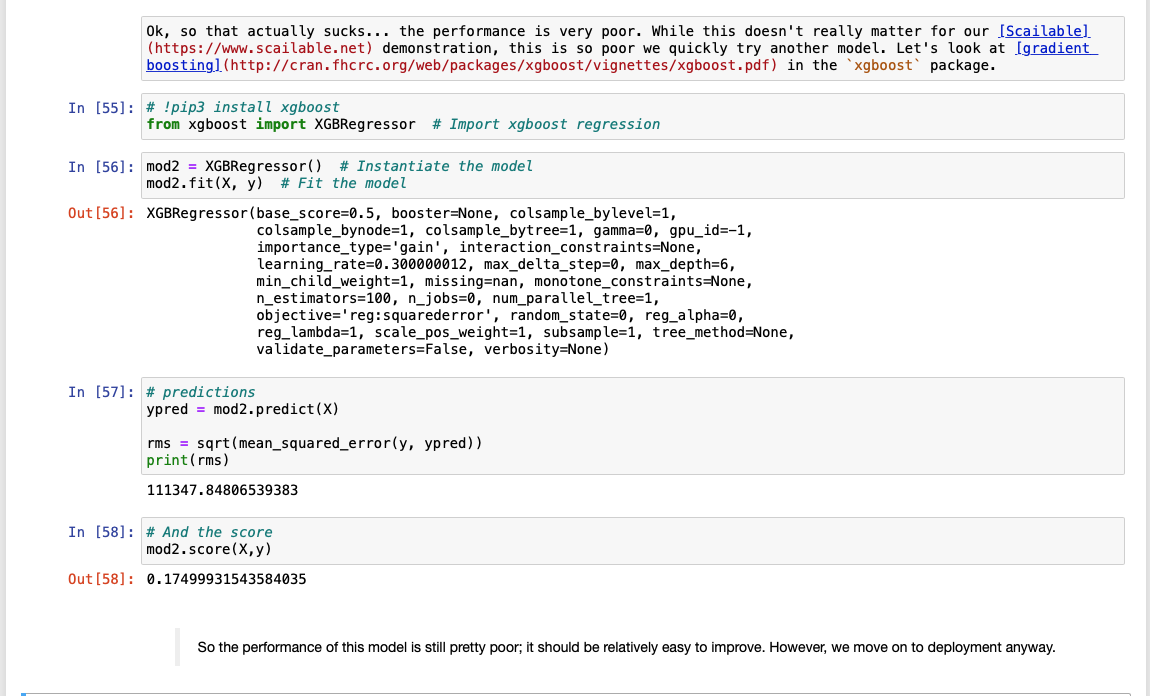 Ok, so that actually sucks... the performance is very poor. While this doesn't really matter for our [Scailable]
(https://www.scailable.net) demonstration, this is so poor we quickly try another model. Let's look at [gradient
boosting](http://cran.fhcrc.org/web/packages/xgboost/vignettes/xgboost.pdf) in the `xgboost` package.
In [55]: # !pip3 install xgboost
from xgboost import XGBRegressor  # Import xgboost regression
In [56]: mod2 = XGBRegressor()  # Instantiate the model
mod2.fit(X, y)  # Fit the model
Out[56]: XGBRegressor(base_score=0.5, booster=None, colsample_bylevel=1,
colsample_bynode=1, colsample_bytree=1, gamma=0, gpu_id=-1,
importance_type='gain', interaction_constraints=None,
learning_rate=0.300000012, max_delta_step=0, max_depth=6,
min_child_weight=1, missing=nan, monotone_constraints=None,
n_estimators=100, n_jobs=0, num_parallel_tree=1,
objective='reg:squarederror', random_state=0, reg_alpha=0,
reg_lambda=1, scale_pos_weight=1, subsample=1, tree_method=None,
validate_parameters=False, verbosity=None)
In [57]: # predictions
ypred = mod2.predict(X)
rms = sqrt(mean_squared_error(y, ypred))
print(rms)
111347.84806539383
In [58]: # And the score
mod2.score(X,y)
Out[58]: 0.17499931543584035
So the performance of this model is still pretty poor; it should be relatively easy to improve. However, we move on to deployment anyway.